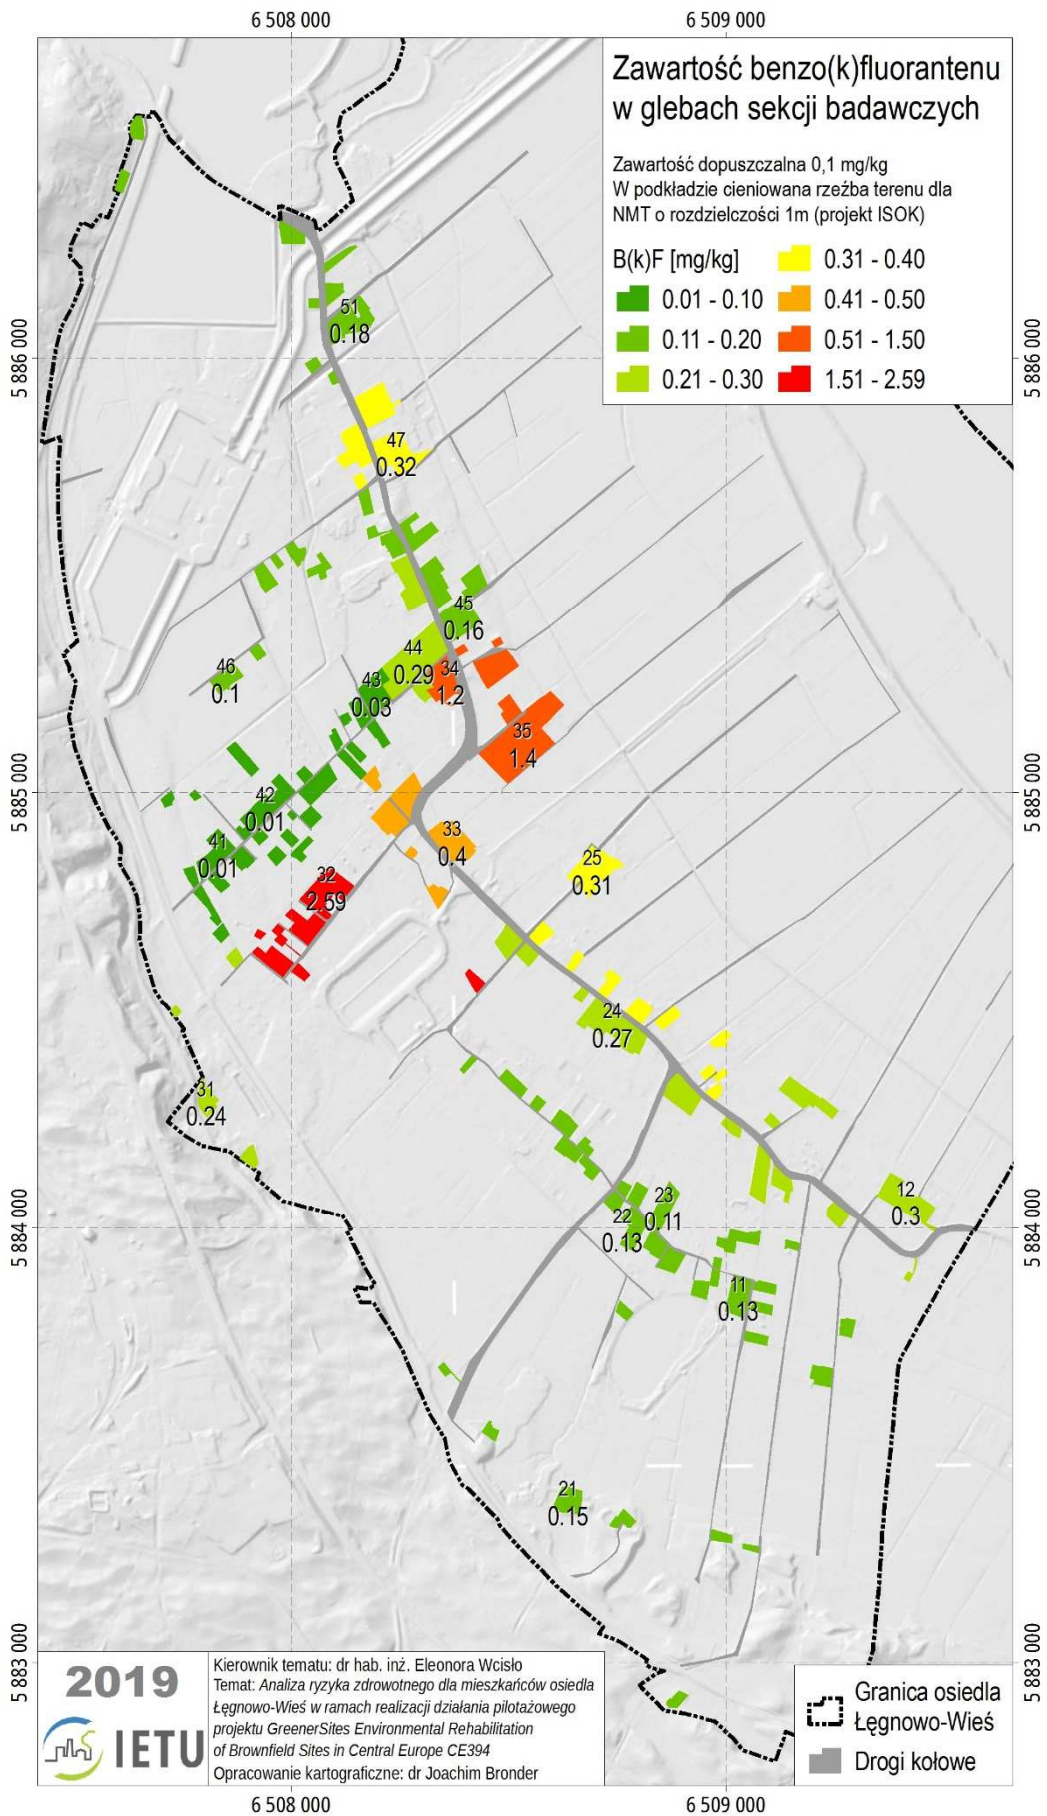 6 508 000
6 509 000
Zawartość benzo(k)fluorantenu
w glebach sekcji badawczych
Zawartość dopuszczalna 0,1 mg/kg
W podkładzie cieniowana rzeźba terenu dla
NMT o rozdzielczości 1m (projekt ISOK)
B(k)F [mg/kg]
0.01 - 0.10
0.11 - 0.20
0.21 - 0.30
0.31 - 0.40
0.41 - 0.50
0.51 - 1.50
1.51 - 2.59
5 886 000
5 886 000
51
0.18
47
0.32
45
0.16
44
0.29
34
1.2
46
0.1
43
0.03
35
1.4
5 885 000
5 885 000
42
0.01
41
0.01
33
0.4
25
0.31
32
2.59
24
0.27
31
0.24
12
0.3
23
0.11
22
0.13
5 884 000
5 884 000
11
0.13
21
0.15
5 883 000
5 883 000
2019
IETU
Kierownik tematu: dr hab. inż. Eleonora Wcisło
Temat: Analiza ryzyka zdrowotnego dla mieszkańców osiedla
Łęgnowo-Wieś w ramach realizacji działania pilotażowego
projektu GreenerSites Environmental Rehabilitation
of Brownfield Sites in Central Europe CE394
Opracowanie kartograficzne: dr Joachim Bronder
Granica osiedla
Łęgnowo-Wieś
Drogi kołowe
6 508 000
6 509 000